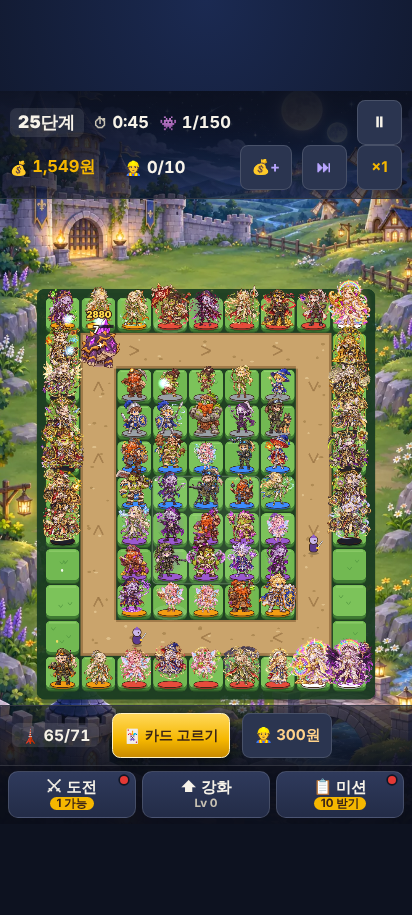 25단계 0:45 1/150
1,549원 0/10 + ×1
2880
65/71 카드 고르기 300원
도전 강화 미션
1 가능 Lv 0 10 받기